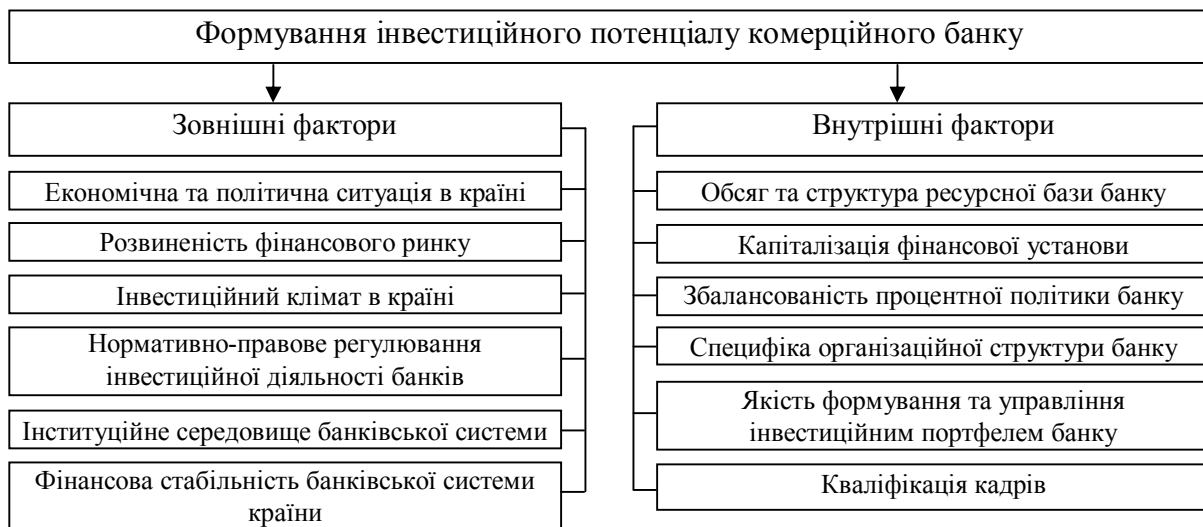 Формування інвестиційного потенціалу комерційного банку
Зовнішні фактори
Економічна та політична ситуація в країні
Розвиненість фінансового ринку
Інвестиційний клімат в країні
Нормативно-правове регулювання
інвестиційної діяльності банків
Інституційне середовище банківської системи
Фінансова стабільність банківської системи
країни
Внутрішні фактори
Обсяг та структура ресурсної бази банку
Капіталізація фінансової установи
Збалансованість процентної політики банку
Специфіка організаційної структури банку
Якість формування та управління
інвестиційним портфелем банку
Кваліфікація кадрів